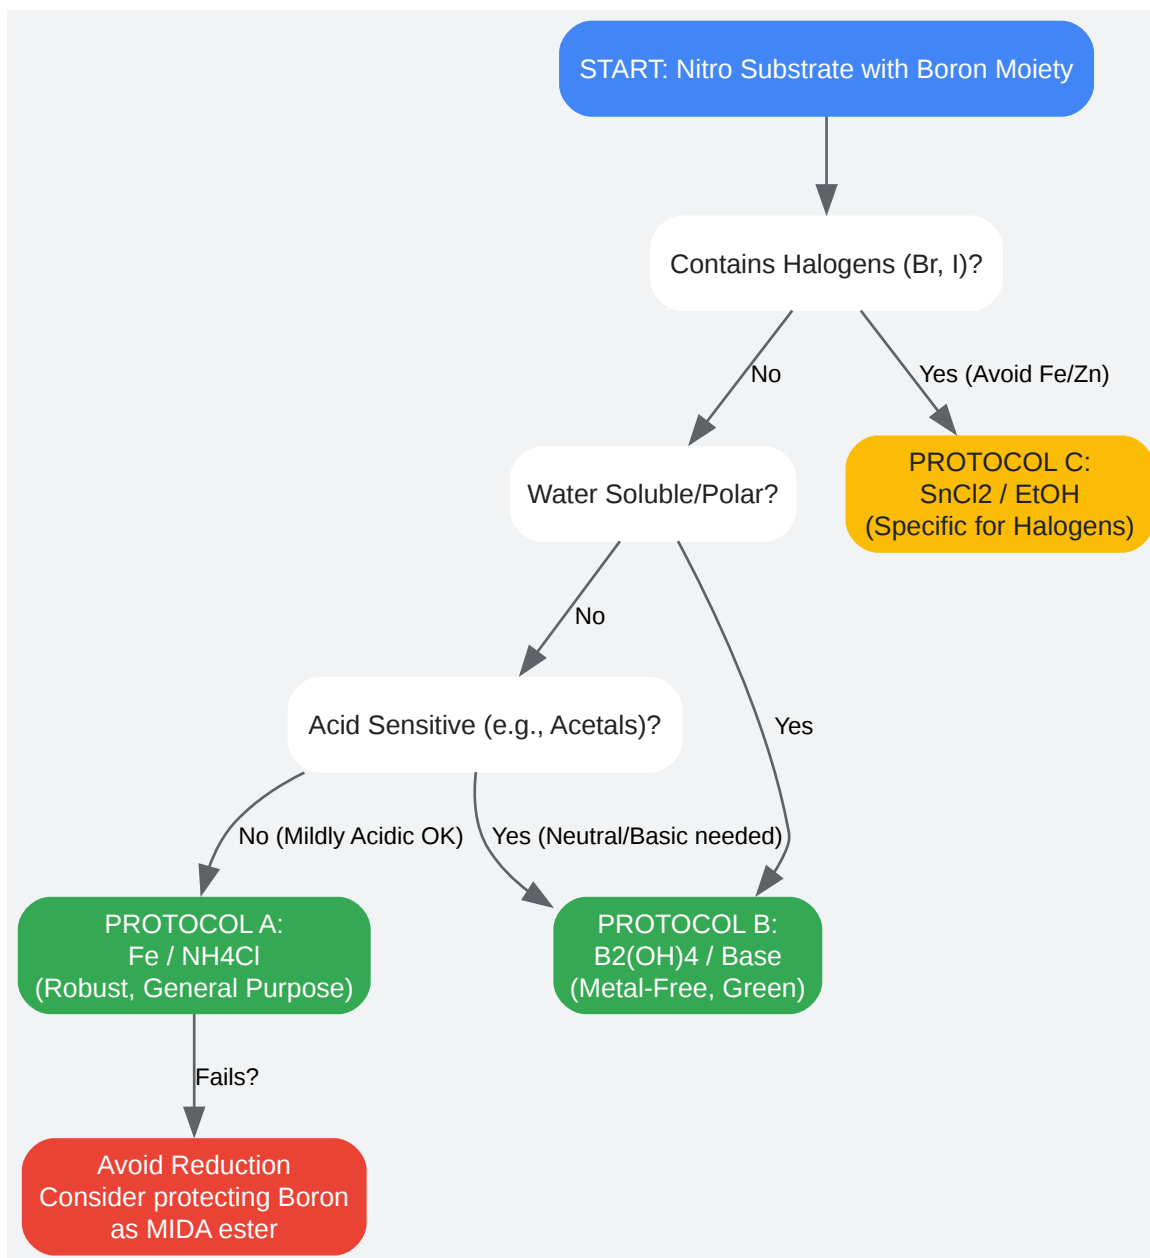 START: Nitro Substrate with Boron Moiety
Contains Halogens (Br, I)?
No
Yes (Avoid Fe/Zn)
PROTOCOL C:
SnCl2 / EtOH
(Specific for Halogens)
Water Soluble/Polar?
No
Yes
Acid Sensitive (e.g., Acetals)?
No (Mildly Acidic OK)
Yes (Neutral/Basic needed)
PROTOCOL A:
Fe / NH4Cl
(Robust, General Purpose)
PROTOCOL B:
B2(OH)4 / Base
(Metal-Free, Green)
Fails?
Avoid Reduction
Consider protecting Boron
as MIDA ester